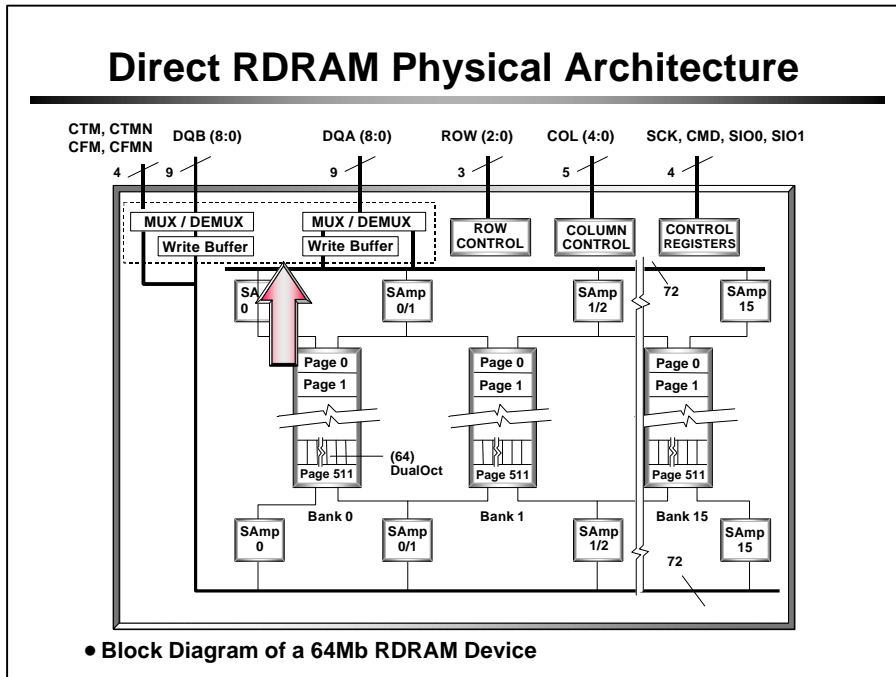 Direct RDRAM Physical Architecture
CTM, CTMN
CFM, CFMN
DQB (8:0)
DQA (8:0)
ROW (2:0)
COL (4:0)
SCK, CMD, SIO0, SIO1
4
9
9
3
5
4
MUX / DEMUX
Write Buffer
MUX / DEMUX
Write Buffer
ROW
CONTROL
COLUMN
CONTROL
CONTROL
REGISTERS
72
0
SAmp
0/1
SAmp
1/2
SAmp
15
Page 0
Page 1
Page 511
Page 0
Page 1
Page 511
Page 0
Page 1
Page 511
(64)
DualOct
Bank 0
Bank 1
Bank 15
SAmp
0
SAmp
0/1
SAmp
1/2
SAmp
15
72
• Block Diagram of a 64Mb RDRAM Device